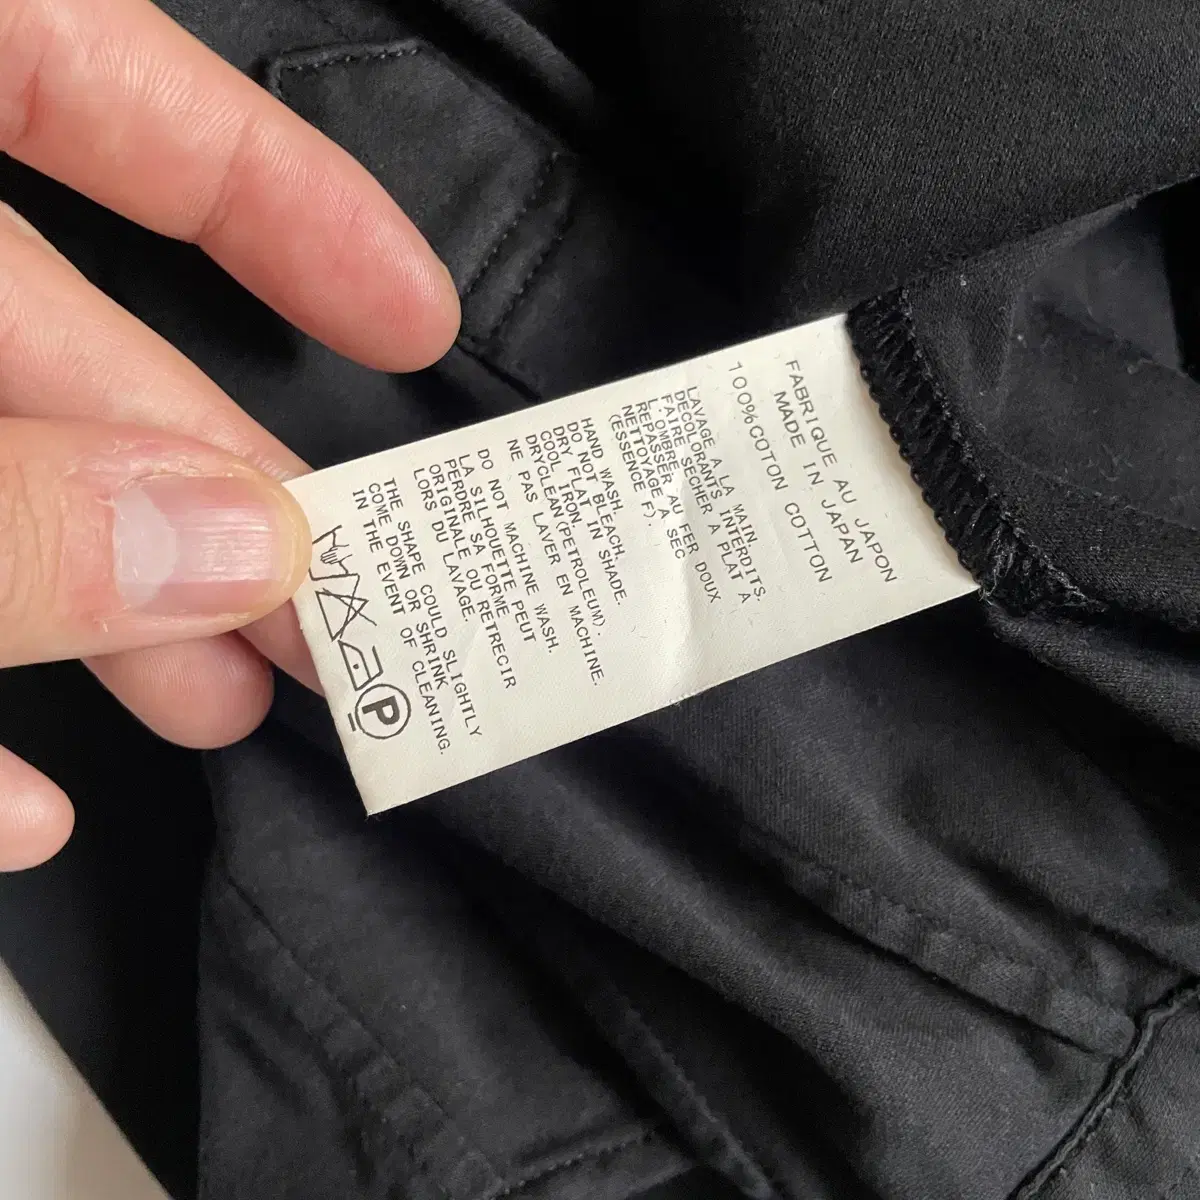 FABRIQUE AU JAPON
MADE IN JAPAN
100%COTON COTTON
LAVAGE A LA MAIN.
DECOLORANTS INTERDITS.
FAIRE SECHER A PLAT A
L,OMBRE.
REPASSER AU FER DOUX
NETTOYAGE A SEC
(ESSENCE F).
HAND WASH.
DO NOT BLEACH.
DRY FLAT IN SHADE.
COOL IRON.
DRYCLEAN(PETROLEUM).
NE PAS LAVER EN MACHINE.
DO NOT MACHINE WASH.
LA SILHOUETTE PEUT
PERDRE SA FORME
ORIGINALE OU RETRECIR
LORS DU LAVAGE.
THE SHAPE COULD SLIGHTLY
COME DOWN OR SHRINK
IN THE EVENT OF CLEANING.
P